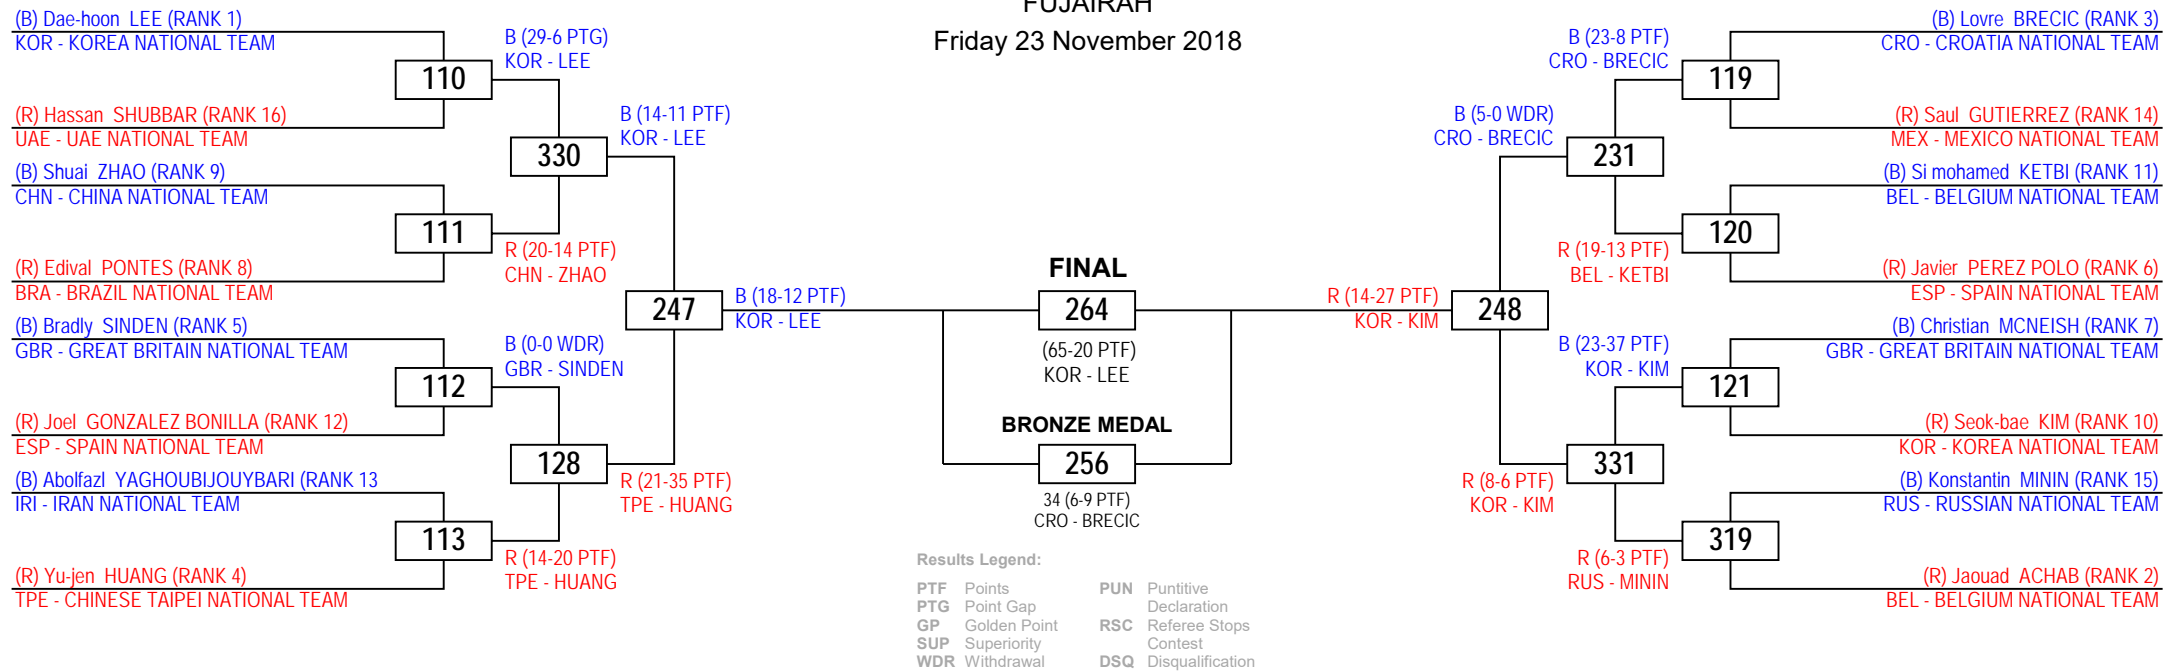 FUJAIRAH
Friday 23 November 2018
(B) Dae-hoon LEE (RANK 1)
KOR - KOREA NATIONAL TEAM
110
(R) Hassan SHUBBAR (RANK 16)
UAE - UAE NATIONAL TEAM
B (29-6 PTG)
KOR - LEE
330
(B) Shuai ZHAO (RANK 9)
CHN - CHINA NATIONAL TEAM
111
(R) Edival PONTES (RANK 8)
BRA - BRAZIL NATIONAL TEAM
R (20-14 PTF)
CHN - ZHAO
B (14-11 PTF)
KOR - LEE
247
(B) Bradly SINDEN (RANK 5)
GBR - GREAT BRITAIN NATIONAL TEAM
112
(R) Joel GONZALEZ BONILLA (RANK 12)
ESP - SPAIN NATIONAL TEAM
B (0-0 WDR)
GBR - SINDEN
128
(B) Abolfazl YAGHOUBIJOUYBARI (RANK 13
IRI - IRAN NATIONAL TEAM
113
(R) Yu-jen HUANG (RANK 4)
TPE - CHINESE TAIPEI NATIONAL TEAM
R (14-20 PTF)
TPE - HUANG
R (21-35 PTF)
TPE - HUANG
B (18-12 PTF)
KOR - LEE
FINAL
264
(65-20 PTF)
KOR - LEE
BRONZE MEDAL
256
34 (6-9 PTF)
CRO - BRECIC
R (14-27 PTF)
KOR - KIM
248
B (5-0 WDR)
CRO - BRECIC
231
B (23-8 PTF)
CRO - BRECIC
119
(B) Lovre BRECIC (RANK 3)
CRO - CROATIA NATIONAL TEAM
(R) Saul GUTIERREZ (RANK 14)
MEX - MEXICO NATIONAL TEAM
(B) Si mohamed KETBI (RANK 11)
BEL - BELGIUM NATIONAL TEAM
120
R (19-13 PTF)
BEL - KETBI
(R) Javier PEREZ POLO (RANK 6)
ESP - SPAIN NATIONAL TEAM
(B) Christian MCNEISH (RANK 7)
GBR - GREAT BRITAIN NATIONAL TEAM
B (23-37 PTF)
KOR - KIM
121
(R) Seok-bae KIM (RANK 10)
KOR - KOREA NATIONAL TEAM
331
R (8-6 PTF)
KOR - KIM
(B) Konstantin MININ (RANK 15)
RUS - RUSSIAN NATIONAL TEAM
319
R (6-3 PTF)
RUS - MININ
(R) Jaouad ACHAB (RANK 2)
BEL - BELGIUM NATIONAL TEAM
Results Legend:
PTF Points
PTG Point Gap
GP Golden Point
SUP Superiority
WDR Withdrawal
PUN Puntitive
Declaration
RSC Referee Stops
Contest
DSQ Disqualification